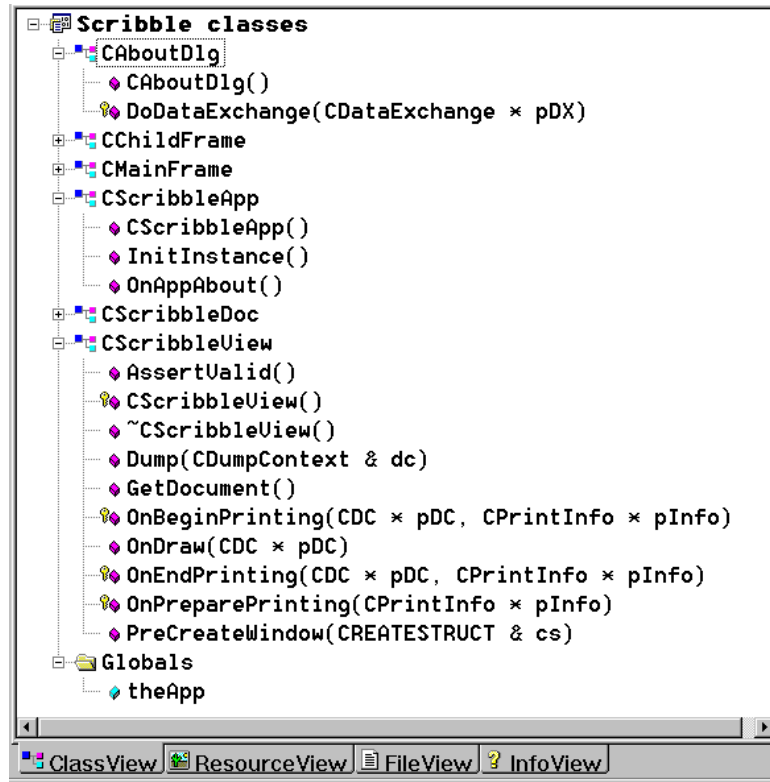 Scribble classes
CAboutDlg
CAboutDlg()
DoDataExchange(CDataExchange * pDX)
CChildFrame
CMainFrame
CScribbleApp
CScribbleApp()
InitInstance()
OnAppAbout()
CScribbleDoc
CScribbleView
AssertValid()
CScribbleView()
~CScribbleView()
Dump(CDumpContext & dc)
GetDocument()
OnBeginPrinting(CDC * pDC, CPrintInfo * pInfo)
OnDraw(CDC * pDC)
OnEndPrinting(CDC * pDC, CPrintInfo * pInfo)
OnPreparePrinting(CPrintInfo * pInfo)
PreCreateWindow(CREATESTRUCT & cs)
Globals
theApp
ClassView ResourceView FileView InfoView